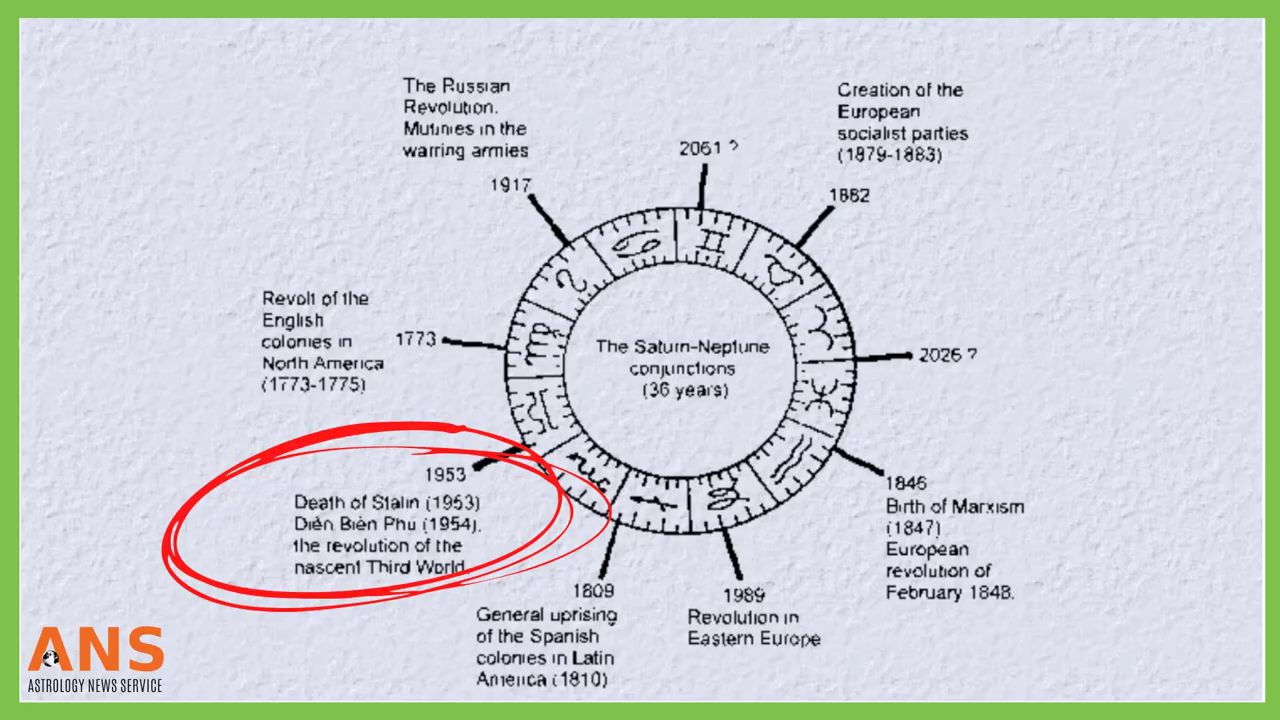 The Russian
Revolution.
Mutinies in the
warring armies
1917
2061 ?
Creation of the
European
socialist parties
(1879-1883)
1882
Revolt of the
English
colonies in
North America
(1773-1775)
1773
The Saturn-Neptune
conjunctions
(36 years)
2026 ?
1953
Death of Stalin (1953)
Diên Biên Phu (1954),
the revolution of the
nascent Third World.
1846
Birth of Marxism
(1847)
European
revolution of
February 1848.
1809
General uprising
of the Spanish
colonies in Latin
America (1810)
1989
Revolution in
Eastern Europe
ANS
ASTROLOGY NEWS SERVICE